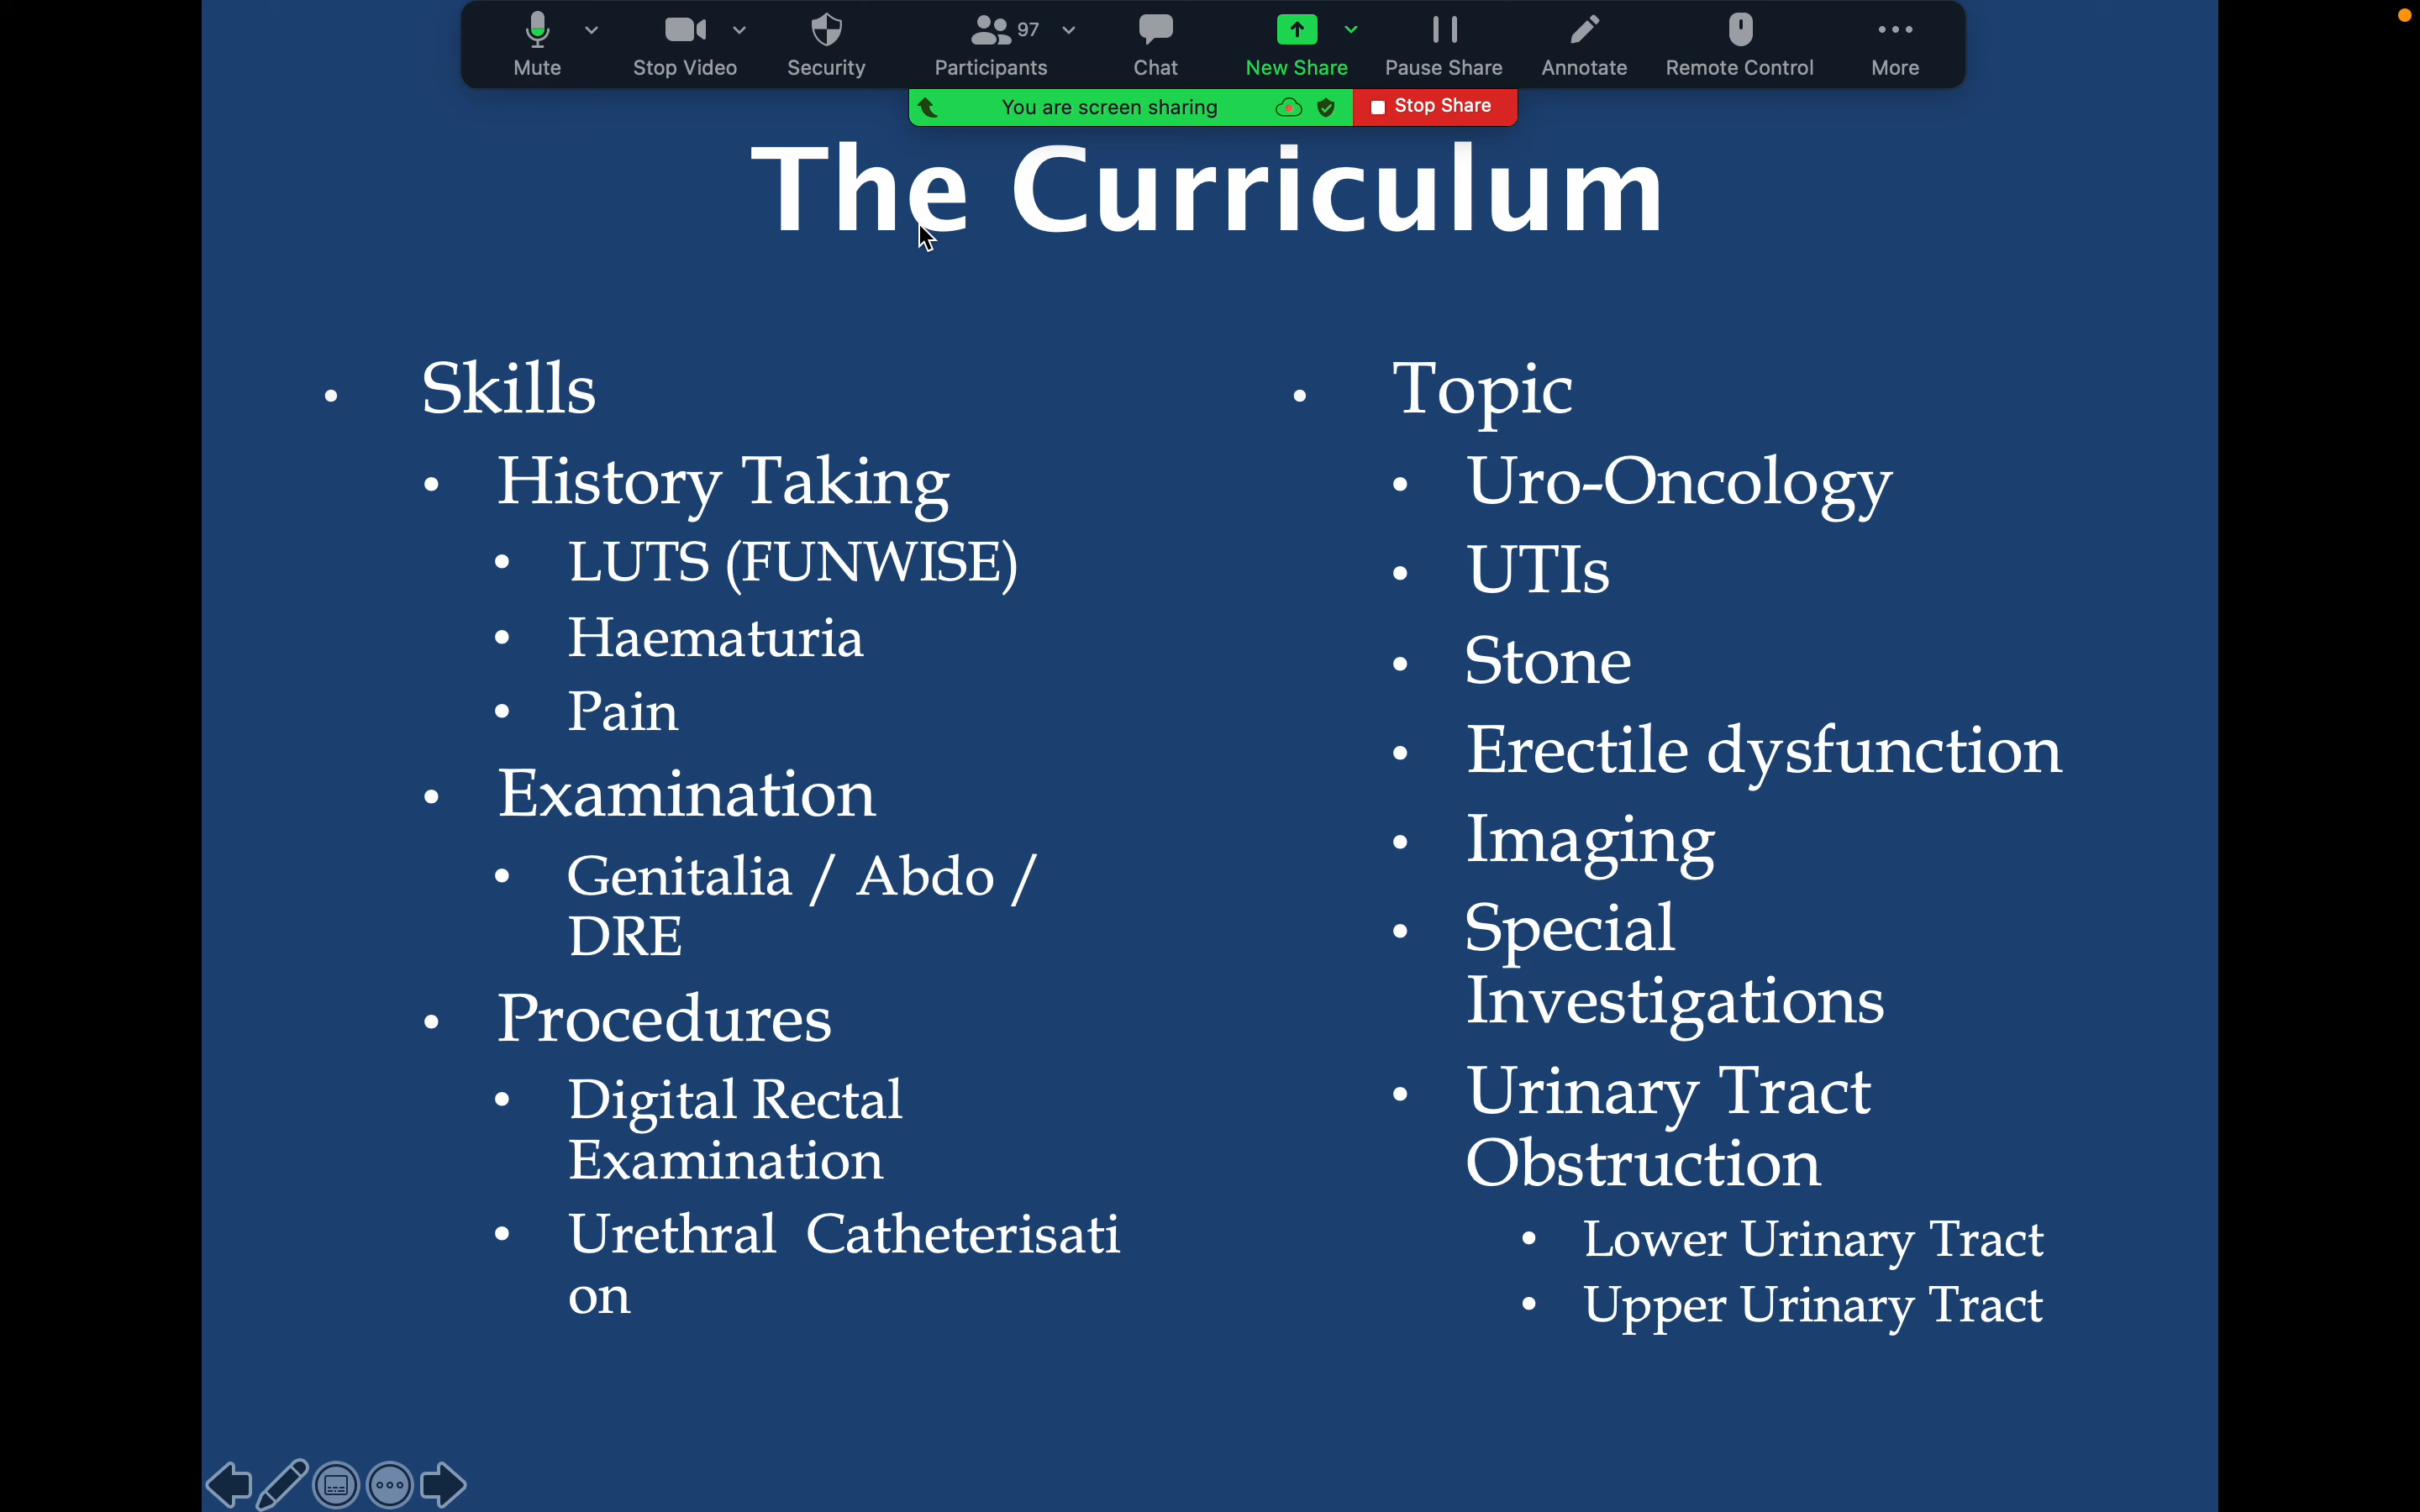 Mute
Stop Video
Security
97
Participants
Chat
New Share
Pause Share
Annotate
Remote Control
More
You are screen sharing
Stop Share
The Curriculum
• Skills
• History Taking
• LUTS (FUNWISE)
• Haematuria
• Pain
• Examination
• Genitalia / Abdo /
DRE
• Procedures
• Digital Rectal
Examination
• Urethral Catheterisati
on
• Topic
• Uro-Oncology
• UTIs
• Stone
• Erectile dysfunction
• Imaging
• Special
Investigations
• Urinary Tract
Obstruction
• Lower Urinary Tract
• Upper Urinary Tract